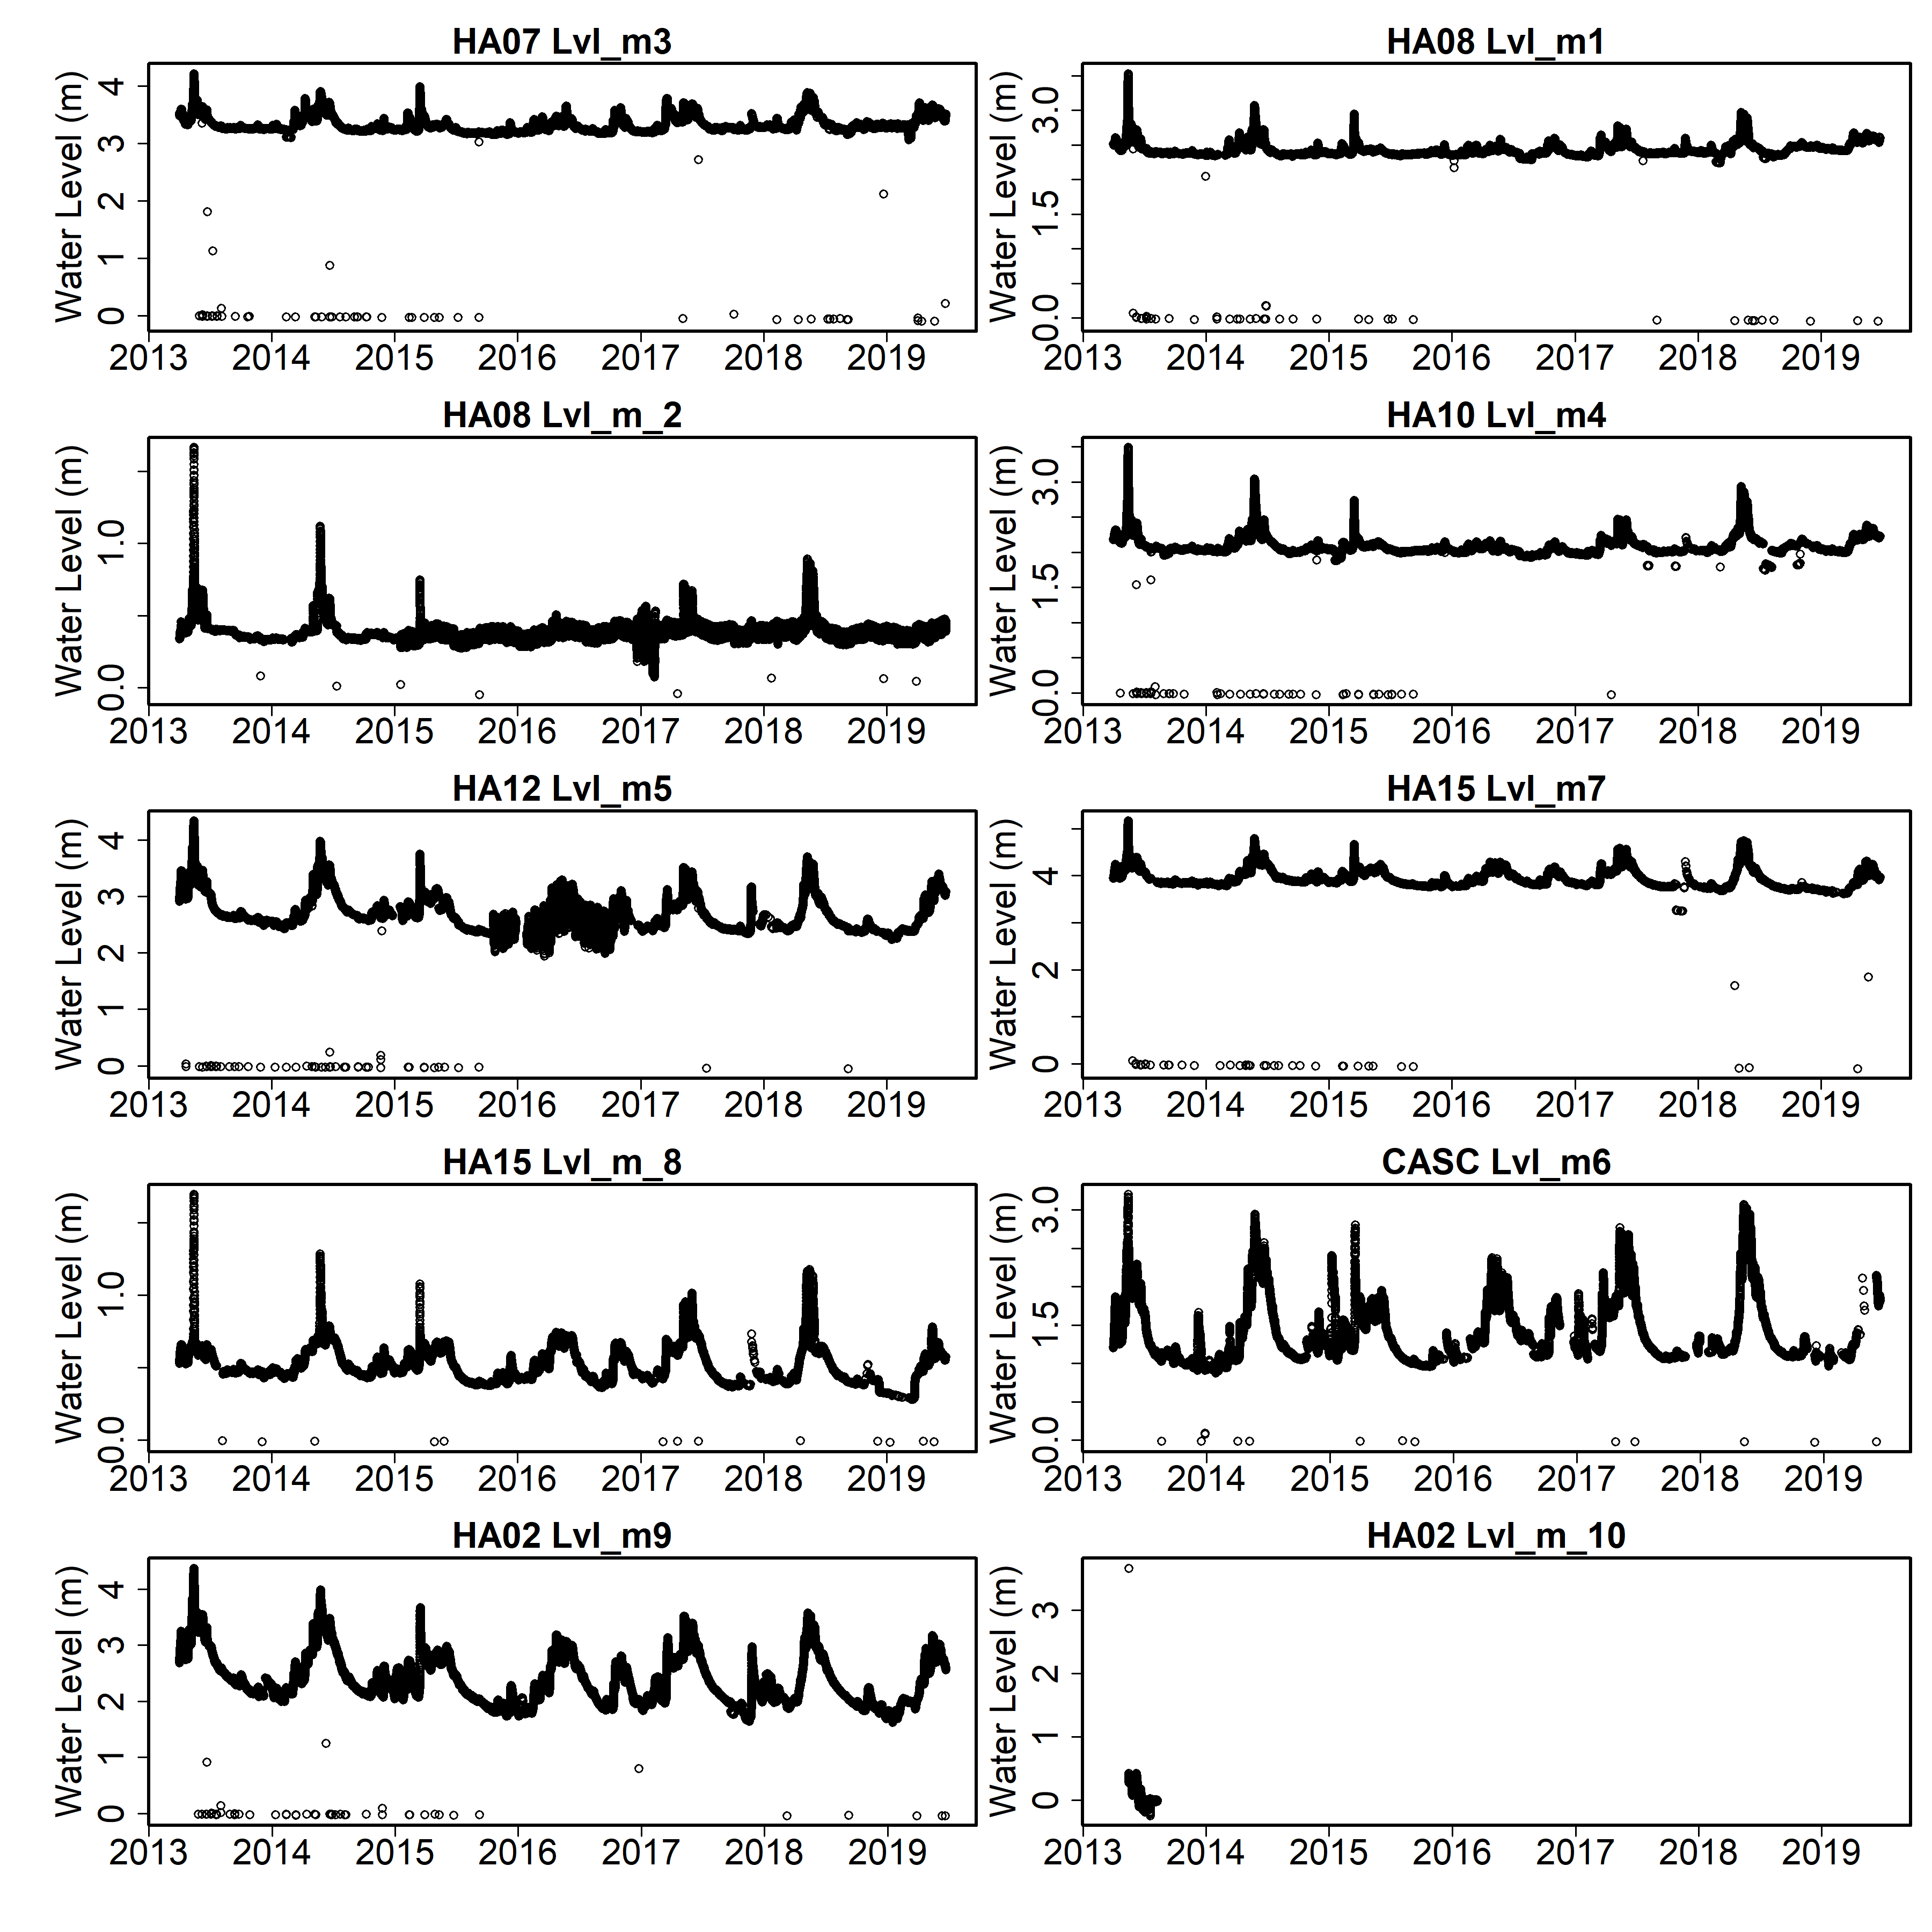 HA07 Lvl_m3
Water Level (m)
0 1 2 3 4
2013 2014 2015 2016 2017 2018 2019
HA08 Lvl_m1
Water Level (m)
0.0 1.5 3.0
2013 2014 2015 2016 2017 2018 2019
HA08 Lvl_m_2
Water Level (m)
0.0 1.0
2013 2014 2015 2016 2017 2018 2019
HA10 Lvl_m4
Water Level (m)
0.0 1.5 3.0
2013 2014 2015 2016 2017 2018 2019
HA12 Lvl_m5
Water Level (m)
0 1 2 3 4
2013 2014 2015 2016 2017 2018 2019
HA15 Lvl_m7
Water Level (m)
0 2 4
2013 2014 2015 2016 2017 2018 2019
HA15 Lvl_m_8
Water Level (m)
0.0 1.0
2013 2014 2015 2016 2017 2018 2019
CASC Lvl_m6
Water Level (m)
0.0 1.5 3.0
2013 2014 2015 2016 2017 2018 2019
HA02 Lvl_m9
Water Level (m)
0 1 2 3 4
2013 2014 2015 2016 2017 2018 2019
HA02 Lvl_m_10
Water Level (m)
0 1 2 3
2013 2014 2015 2016 2017 2018 2019